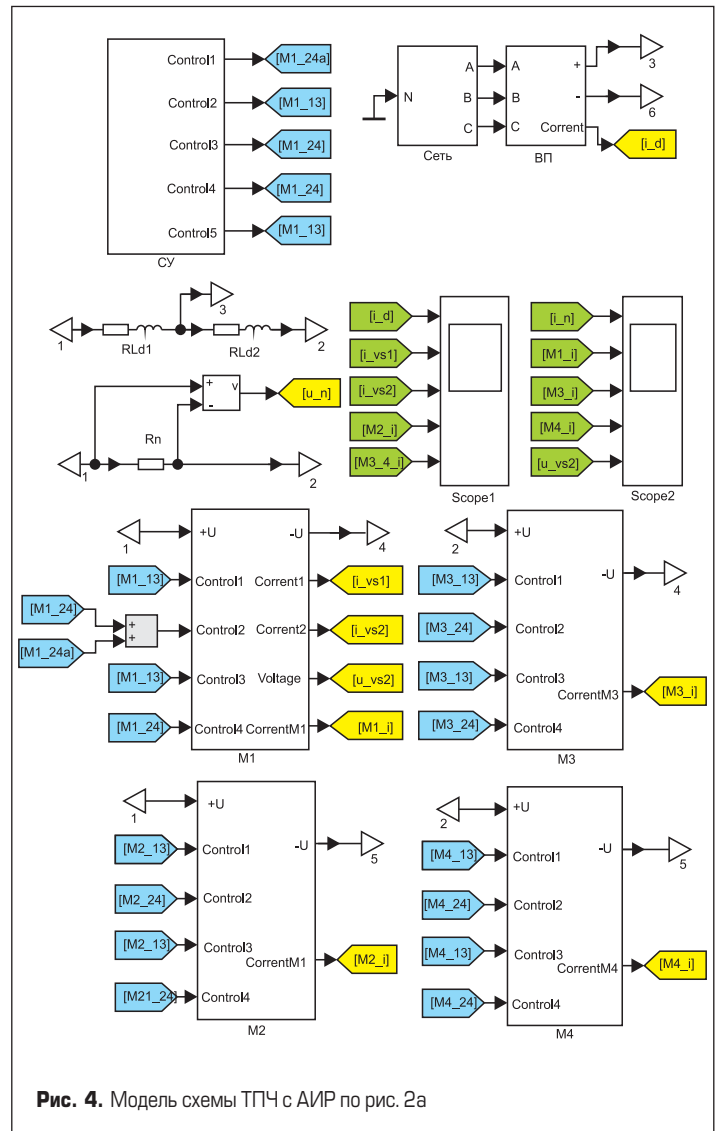 Control1
[M1_24a]
Control2
[M1_13]
Control3
[M1_24]
Control4
[M1_24]
Control5
[M1_13]
СУ
N
A
B
C
Сеть
A
B
C
+
-
Corrent
ВП
3
6
[i_d]
1
RLd1
3
RLd2
2
+
-
v
[u_n]
Rn
1
2
[i_d]
[i_vs1]
[i_vs2]
[M2_i]
[M3_4_i]
Scope1
[i_n]
[M1_i]
[M3_i]
[M4_i]
[u_vs2]
Scope2
1
+U
-U
4
[M1_13]
Control1
Corrent1
[i_vs1]
[M1_24]
[M1_24a]
+
+
Control2
Corrent2
[i_vs2]
[M1_13]
Control3
Voltage
[u_vs2]
[M1_24]
Control4
CorrentM1
[M1_i]
M1
2
+U
-U
4
[M3_13]
Control1
[M3_24]
Control2
[M3_13]
Control3
CorrentM3
[M3_i]
[M3_24]
Control4
M3
1
+U
-U
5
[M2_13]
Control1
[M2_24]
Control2
[M2_13]
Control3
CorrentM1
[M2_i]
[M21_24]
Control4
M2
2
+U
-U
5
[M4_13]
Control1
[M4_24]
Control2
[M4_13]
Control3
CorrentM4
[M4_i]
[M4_24]
Control4
M4
Рис. 4. Модель схемы ТПЧ с АИР по рис. 2а